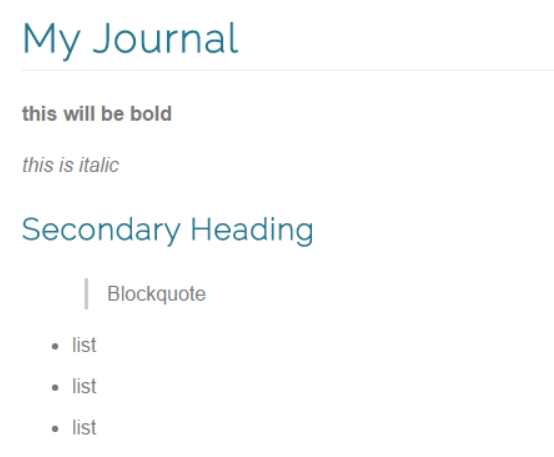 My Journal
this will be bold
this is italic
Secondary Heading
Blockquote
list
list
list